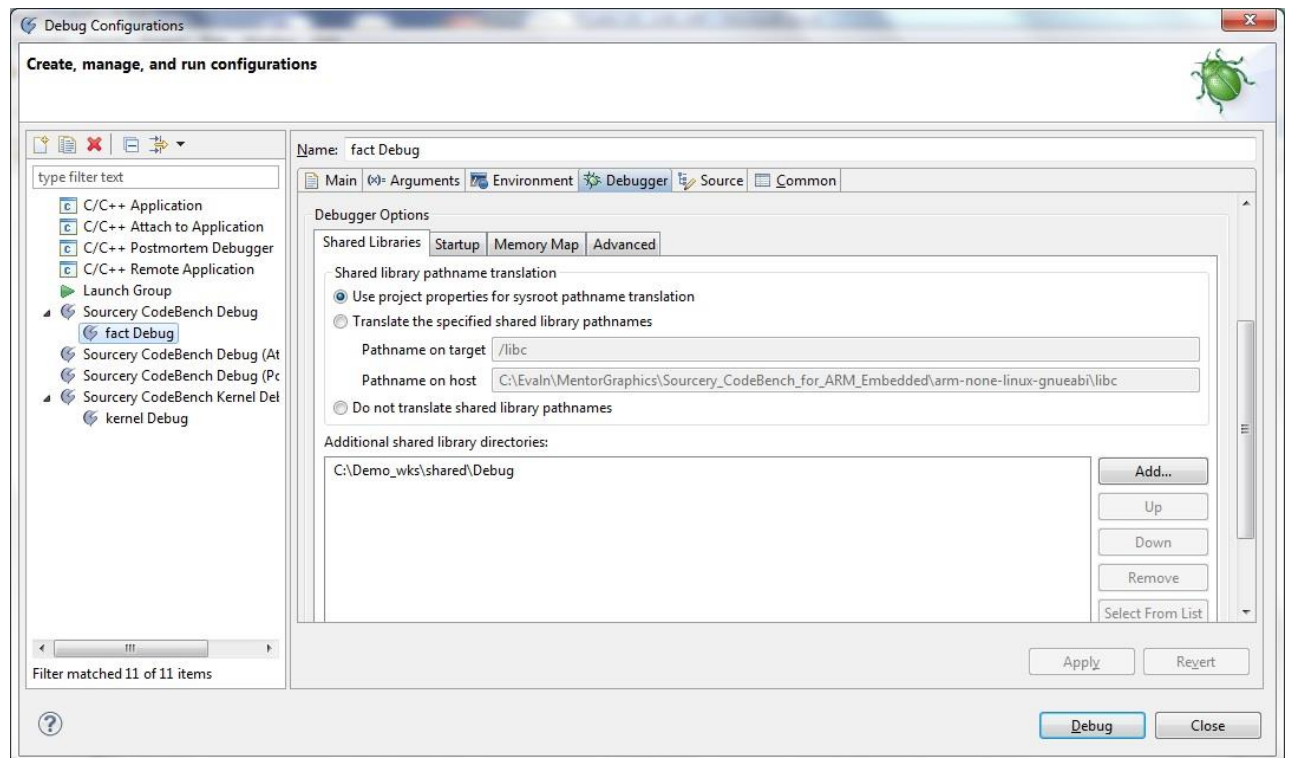 Debug Configurations
Create, manage, and run configurations
type filter text
C/C++ Application
C/C++ Attach to Application
C/C++ Postmortem Debugger
C/C++ Remote Application
Launch Group
Sourcery CodeBench Debug
fact Debug
Sourcery CodeBench Debug (At
Sourcery CodeBench Debug (Pc
Sourcery CodeBench Kernel Del
kernel Debug
Filter matched 11 of 11 items
Name: fact Debug
Main (x)= Arguments Environment Debugger Source Common
Debugger Options
Shared Libraries Startup Memory Map Advanced
Shared library pathname translation
Use project properties for sysroot pathname translation
Translate the specified shared library pathnames
Pathname on target /libc
Pathname on host C:\Evaln\MentorGraphics\Sourcery_CodeBench_for_ARM_Embedded\arm-none-linux-gnueabi\libc
Do not translate shared library pathnames
Additional shared library directories:
C:\Demo_wks\shared\Debug
Add...
Up
Down
Remove
Select From List
Apply Revert
Debug Close